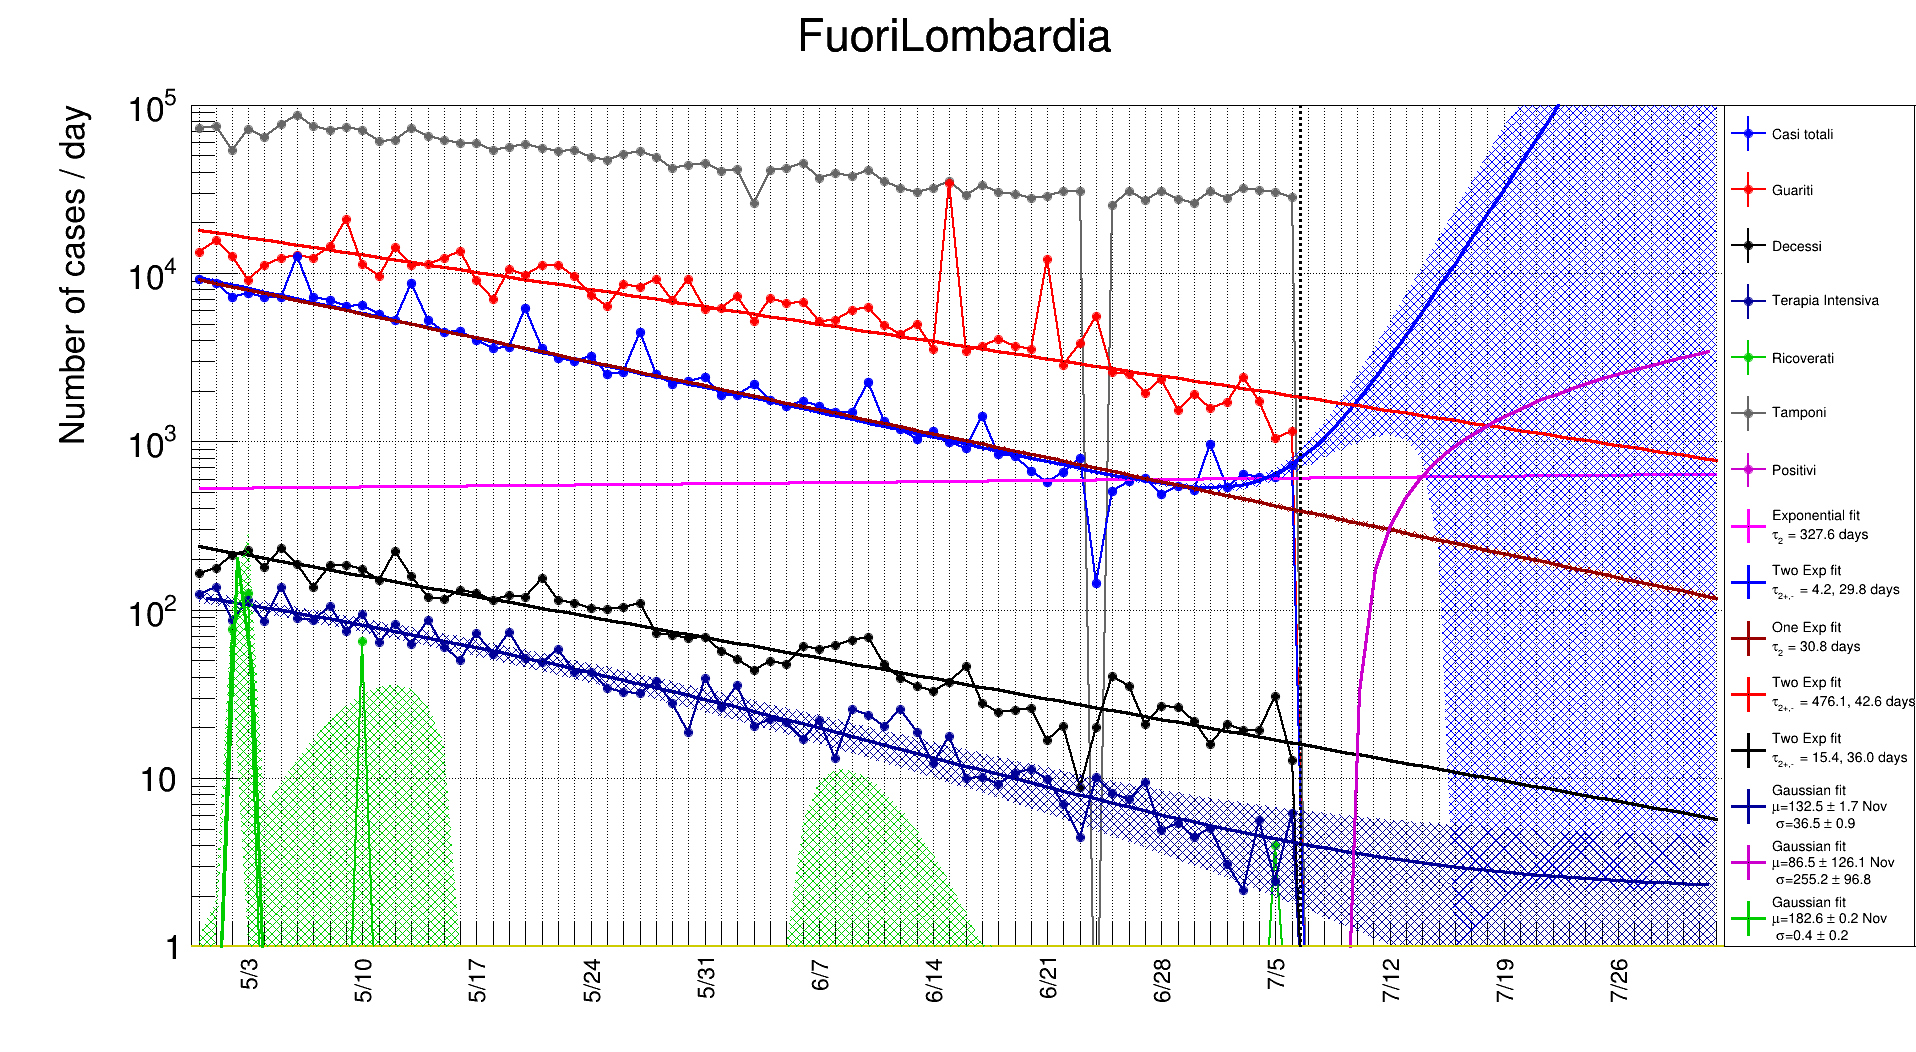 FuoriLombardia
Number of cases / day
10^5
10^4
10^3
10^2
10
1
5/3
5/10
5/17
5/24
5/31
6/7
6/14
6/21
6/28
7/5
7/12
7/19
7/26
Casi totali
Guariti
Decessi
Terapia Intensiva
Ricoverati
Tamponi
Positivi
Exponential fit
τ2 = 327.6 days
Two Exp fit
τ2+,- = 4.2, 29.8 days
One Exp fit
τ2 = 30.8 days
Two Exp fit
τ2+,- = 476.1, 42.6 days
Two Exp fit
τ2+,- = 15.4, 36.0 days
Gaussian fit
μ=132.5 ± 1.7 Nov
σ=36.5 ± 0.9
Gaussian fit
μ=86.5 ± 126.1 Nov
σ=255.2 ± 96.8
Gaussian fit
μ=182.6 ± 0.2 Nov
σ=0.4 ± 0.2